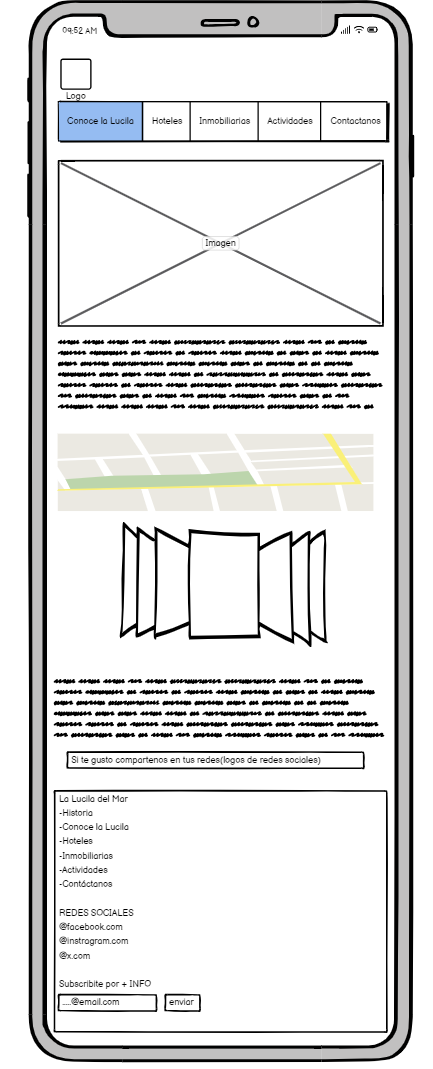 09:52 AM
Logo
Conoce la Lucila Hoteles Inmobiliarias Actividades Contactanos
Imagen
Si te gusto compartenos en tus redes(logos de redes sociales)
La Lucila del Mar
-Historia
-Conoce la Lucila
-Hoteles
-Inmobiliarias
-Actividades
-Contáctanos
REDES SOCIALES
@facebook.com
@instragram.com
@x.com
Subscribite por + INFO
....@email.com enviar